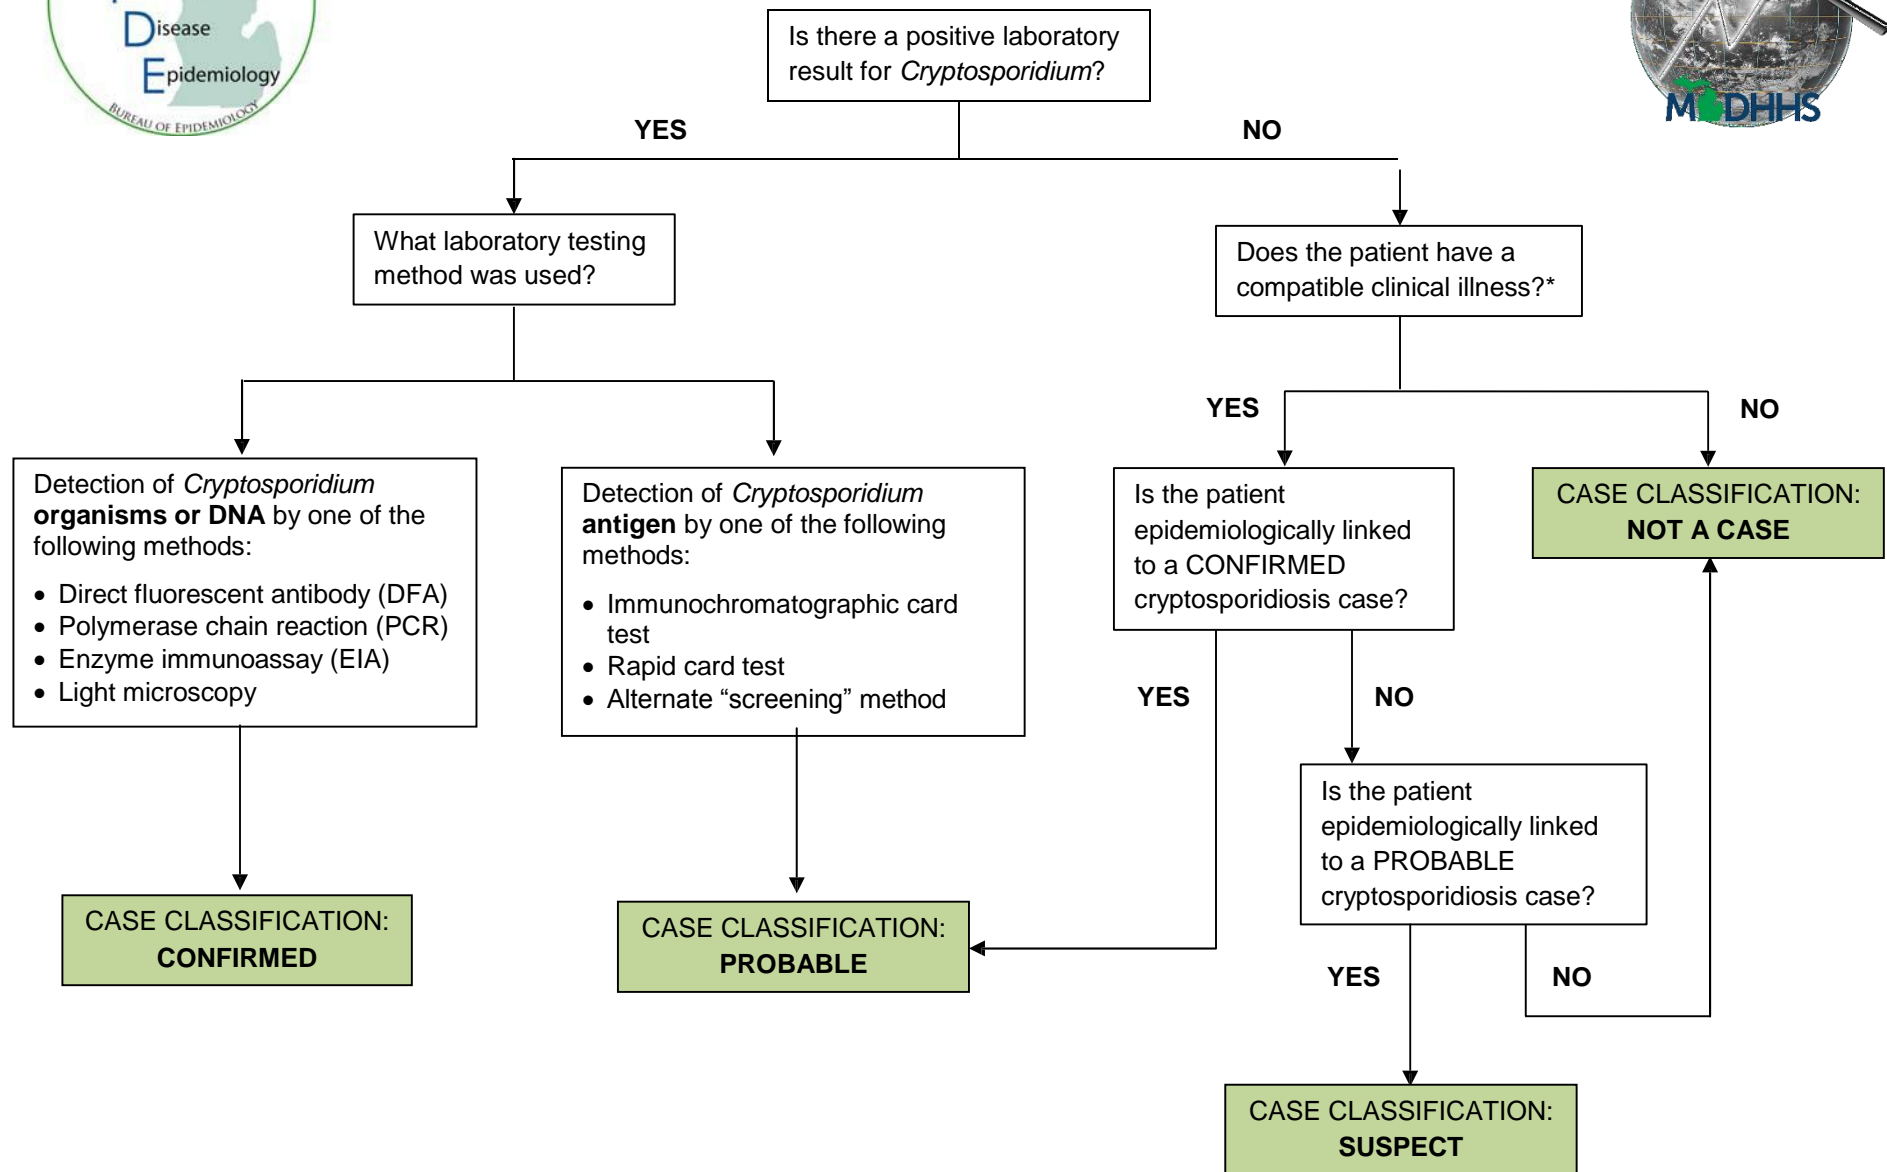 Disease
Epidemiology
BUREAU OF EPIDEMIOLOGY
MDHHS
Is there a positive laboratory
result for Cryptosporidium?
YES
NO
What laboratory testing
method was used?
Does the patient have a
compatible clinical illness?*
YES
NO
Detection of Cryptosporidium
organisms or DNA by one of the
following methods:
• Direct fluorescent antibody (DFA)
• Polymerase chain reaction (PCR)
• Enzyme immunoassay (EIA)
• Light microscopy
Detection of Cryptosporidium
antigen by one of the following
methods:
• Immunochromatographic card
test
• Rapid card test
• Alternate “screening” method
Is the patient
epidemiologically linked
to a CONFIRMED
cryptosporidiosis case?
CASE CLASSIFICATION:
NOT A CASE
YES
NO
Is the patient
epidemiologically linked
to a PROBABLE
cryptosporidiosis case?
CASE CLASSIFICATION:
CONFIRMED
CASE CLASSIFICATION:
PROBABLE
YES
NO
CASE CLASSIFICATION:
SUSPECT